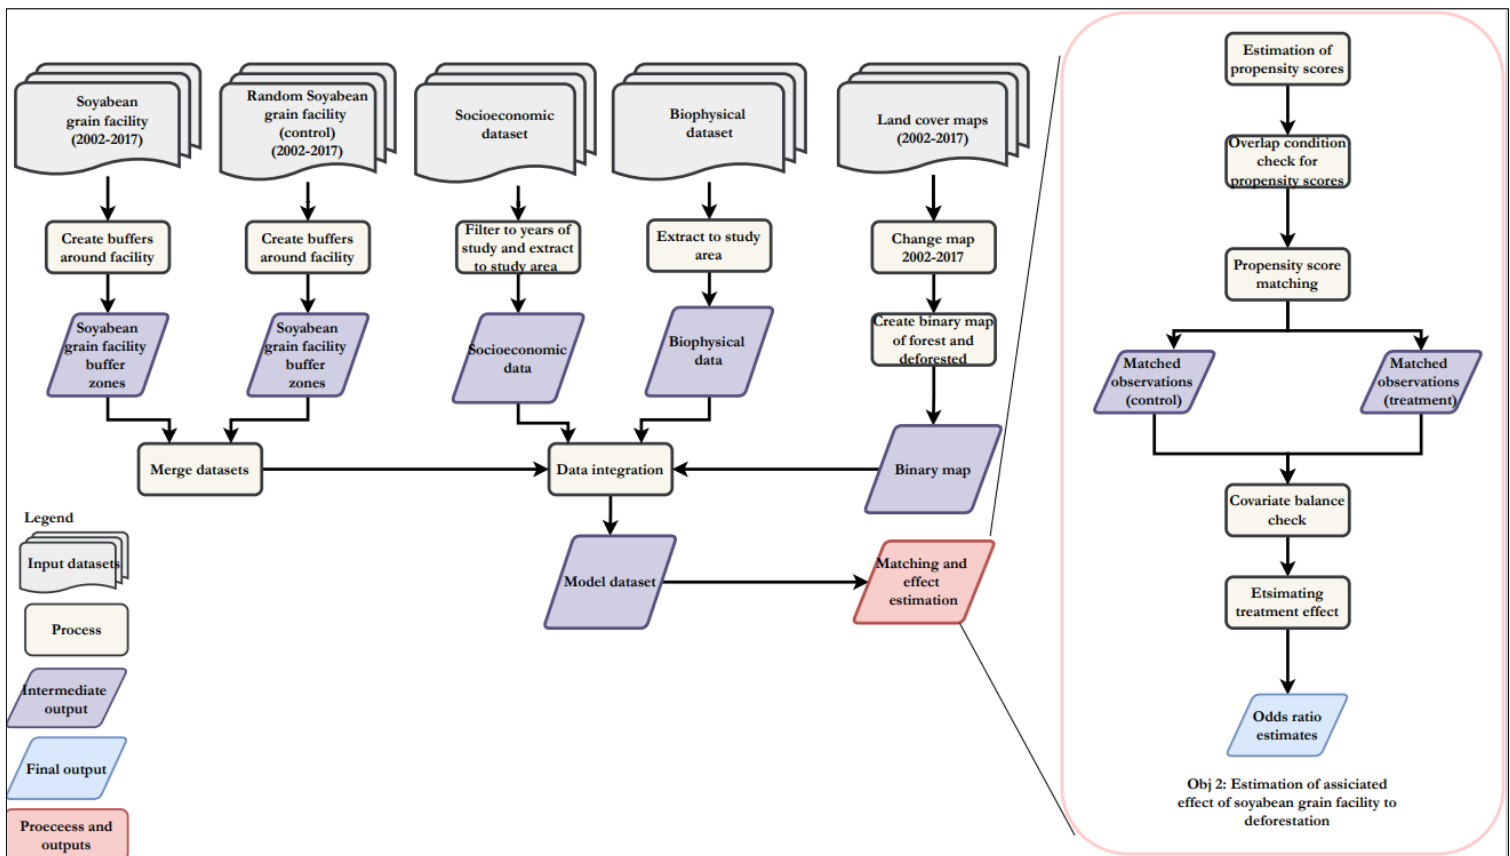 Soyabean
grain facility
(2002-2017)
Random Soyabean
grain facility
(control)
(2002-2017)
Socioeconomic
dataset
Biophysical
dataset
Land cover maps
(2002-2017)
Create buffers
around facility
Create buffers
around facility
Filter to years of
study and extract
to study area
Extract to study
area
Change map
2002-2017
Soyabean
grain facility
buffer
zones
Soyabean
grain facility
buffer
zones
Socioeconomic
data
Biophysical
data
Create binary map
of forest and
deforested
Merge datasets
Data integration
Binary map
Model dataset
Matching and
effect
estimation
Legend
Input datasets
Process
Intermediate
output
Final output
Proeceess and
outputs
Estimation of
propensity scores
Overlap condition
check for
propensity scores
Propensity score
matching
Matched
observations
(control)
Matched
observations
(treatment)
Covariate balance
check
Etsimating
treatment effect
Odds ratio
estimates
Obj 2: Estimation of assiciated
effect of soyabean grain facility to
deforestation